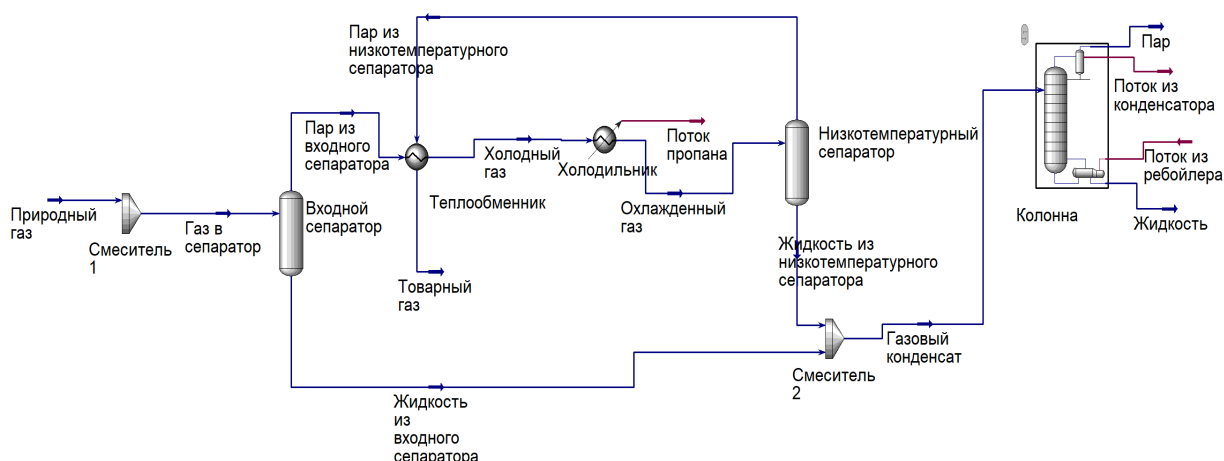 Пар из
низкотемпературного
сепаратора
Пар из
входного
сепаратора
Природный
газ
Смеситель
1
Газ в
сепаратор
Входной
сепаратор
Теплообменник
Товарный
газ
Холодный
газ
Холодильник
Поток
пропана
Охлажденный
газ
Низкотемпературный
сепаратор
Жидкость из
низкотемпературного
сепаратора
Жидкость
из
входного
сепаратора
Смеситель
2
Газовый
конденсат
Колонна
Пар
Поток из
конденсатора
Поток из
ребойлера
Жидкость